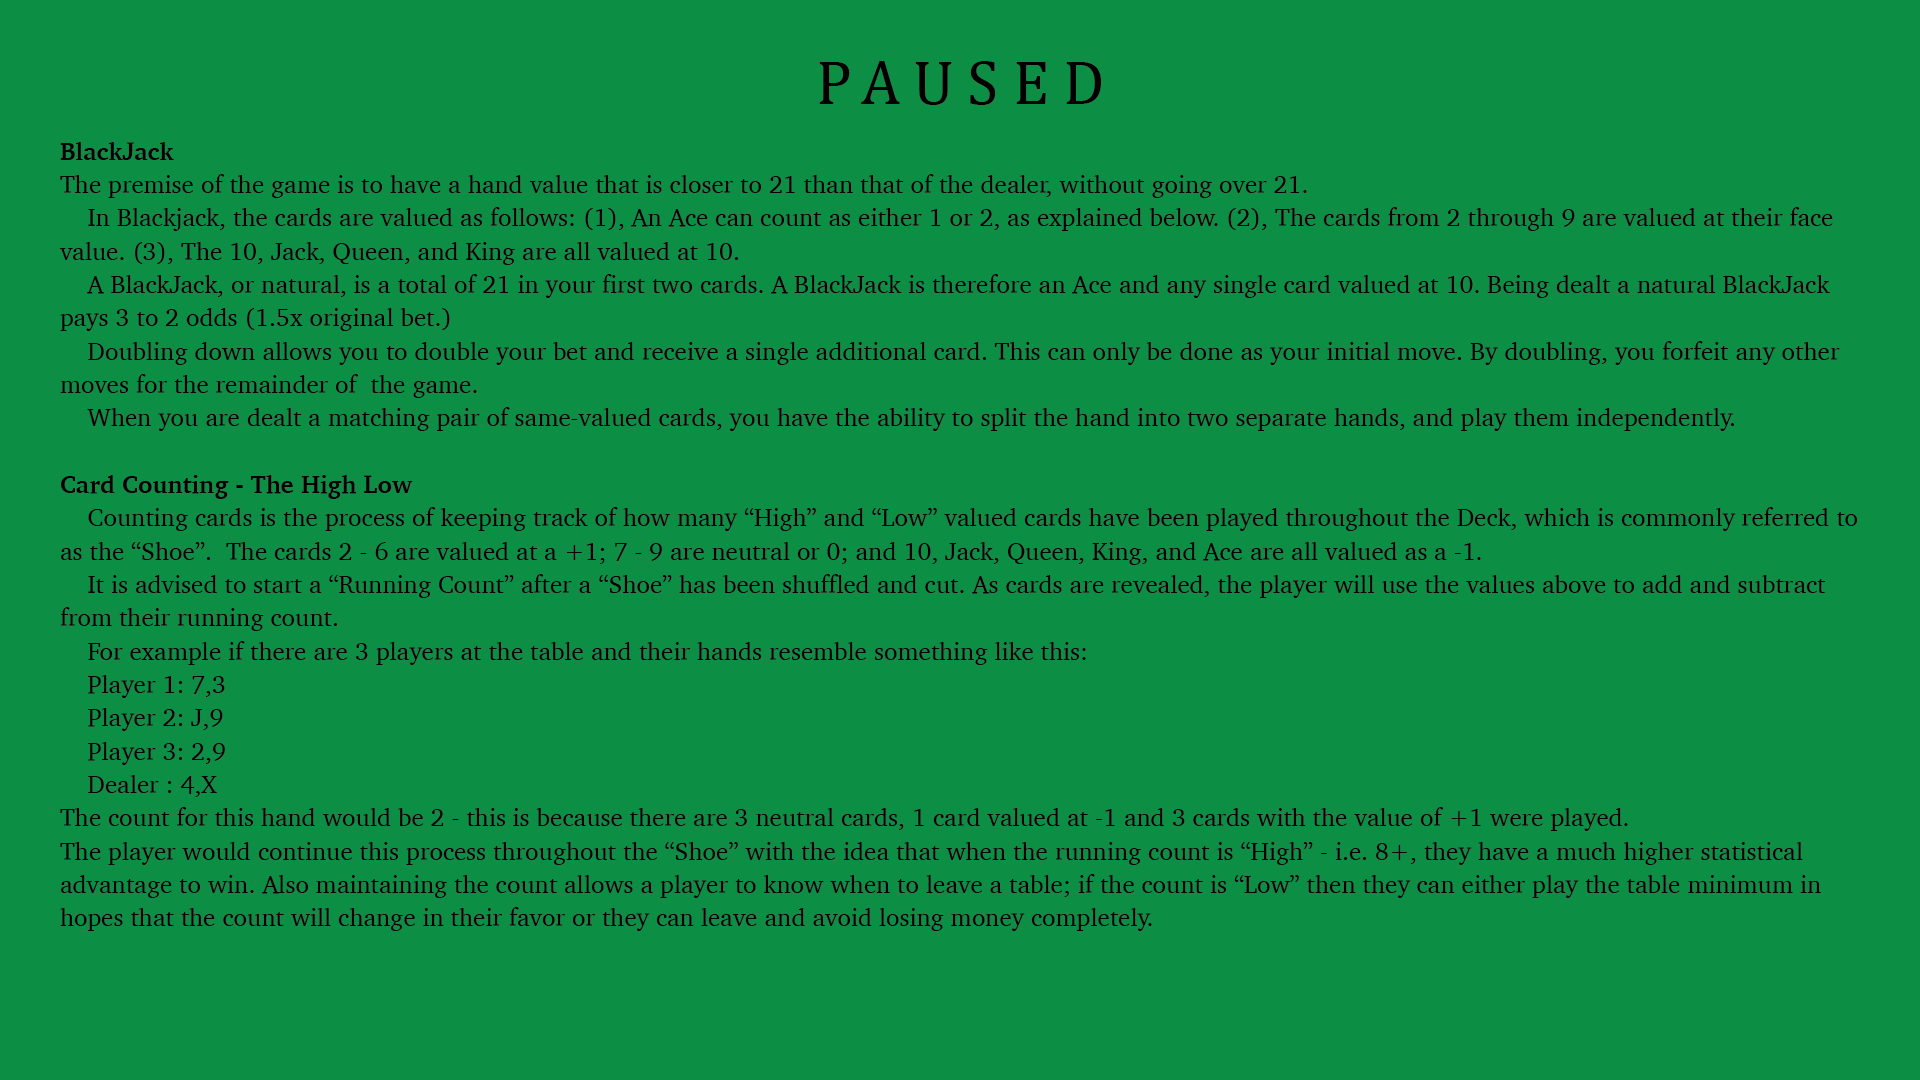 PAUSED
BlackJack
The premise of the game is to have a hand value that is closer to 21 than that of the dealer, without going over 21.
In Blackjack, the cards are valued as follows: (1), An Ace can count as either 1 or 2, as explained below. (2), The cards from 2 through 9 are valued at their face
value. (3), The 10, Jack, Queen, and King are all valued at 10.
A BlackJack, or natural, is a total of 21 in your first two cards. A BlackJack is therefore an Ace and any single card valued at 10. Being dealt a natural BlackJack
pays 3 to 2 odds (1.5x original bet.)
Doubling down allows you to double your bet and receive a single additional card. This can only be done as your initial move. By doubling, you forfeit any other
moves for the remainder of  the game.
When you are dealt a matching pair of same-valued cards, you have the ability to split the hand into two separate hands, and play them independently.
Card Counting - The High Low
Counting cards is the process of keeping track of how many “High” and “Low” valued cards have been played throughout the Deck, which is commonly referred to
as the “Shoe”.  The cards 2 - 6 are valued at a +1; 7 - 9 are neutral or 0; and 10, Jack, Queen, King, and Ace are all valued as a -1.
It is advised to start a “Running Count” after a “Shoe” has been shuffled and cut. As cards are revealed, the player will use the values above to add and subtract
from their running count.
For example if there are 3 players at the table and their hands resemble something like this:
Player 1: 7,3
Player 2: J,9
Player 3: 2,9
Dealer : 4,X
The count for this hand would be 2 - this is because there are 3 neutral cards, 1 card valued at -1 and 3 cards with the value of +1 were played.
The player would continue this process throughout the “Shoe” with the idea that when the running count is “High” - i.e. 8+, they have a much higher statistical
advantage to win. Also maintaining the count allows a player to know when to leave a table; if the count is “Low” then they can either play the table minimum in
hopes that the count will change in their favor or they can leave and avoid losing money completely.